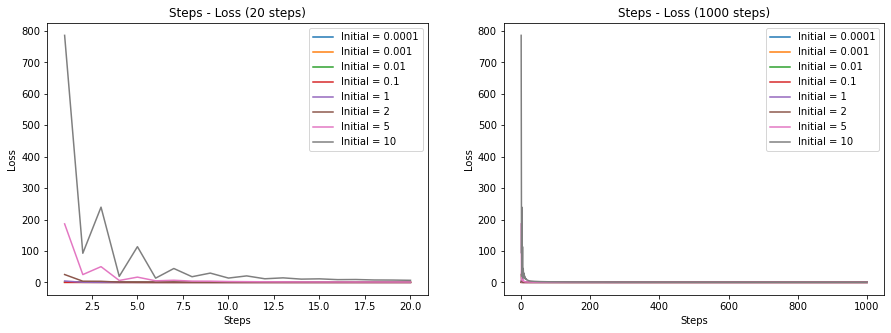 Steps - Loss (20 steps)
800
700
600
500
400
300
200
100
0
Loss
Initial = 0.0001
Initial = 0.001
Initial = 0.01
Initial = 0.1
Initial = 1
Initial = 2
Initial = 5
Initial = 10
2.5 5.0 7.5 10.0 12.5 15.0 17.5 20.0
Steps
Steps - Loss (1000 steps)
800
700
600
500
400
300
200
100
0
Loss
Initial = 0.0001
Initial = 0.001
Initial = 0.01
Initial = 0.1
Initial = 1
Initial = 2
Initial = 5
Initial = 10
0 200 400 600 800 1000
Steps